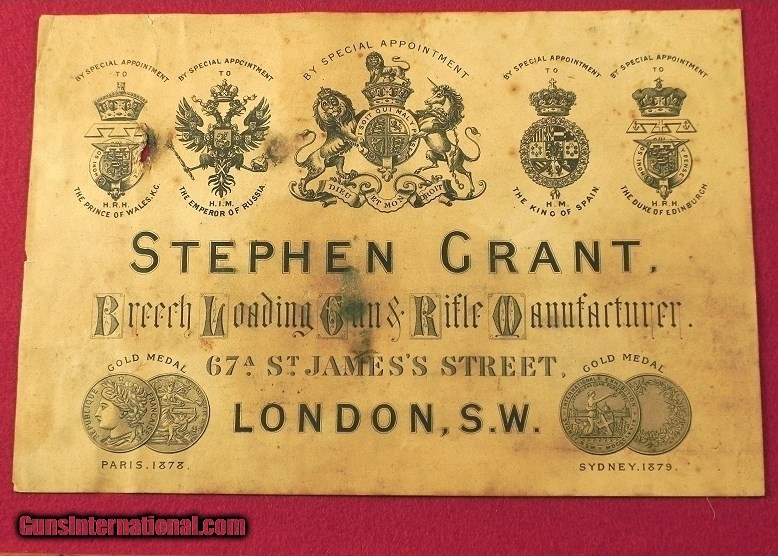 BY SPECIAL APPOINTMENT
TO
H.R.H.
THE PRINCE OF WALES, K.G.
BY SPECIAL APPOINTMENT
TO
H.I.M.
THE EMPEROR OF RUSSIA
BY SPECIAL APPOINTMENT
DIEU ET MON DROIT
BY SPECIAL APPOINTMENT
TO
H.M.
THE KING OF SPAIN
BY SPECIAL APPOINTMENT
TO
H.R.H.
THE DUKE OF EDINBURGH
STEPHEN GRANT,
Breech Loading Gun & Rifle Manufacturer.
67A ST JAMES'S STREET,
LONDON, S.W.
GOLD MEDAL
REPUBLIQUE FRANCAISE
PARIS. 1878.
GOLD MEDAL
SYDNEY. 1879.
GunsInternational.com